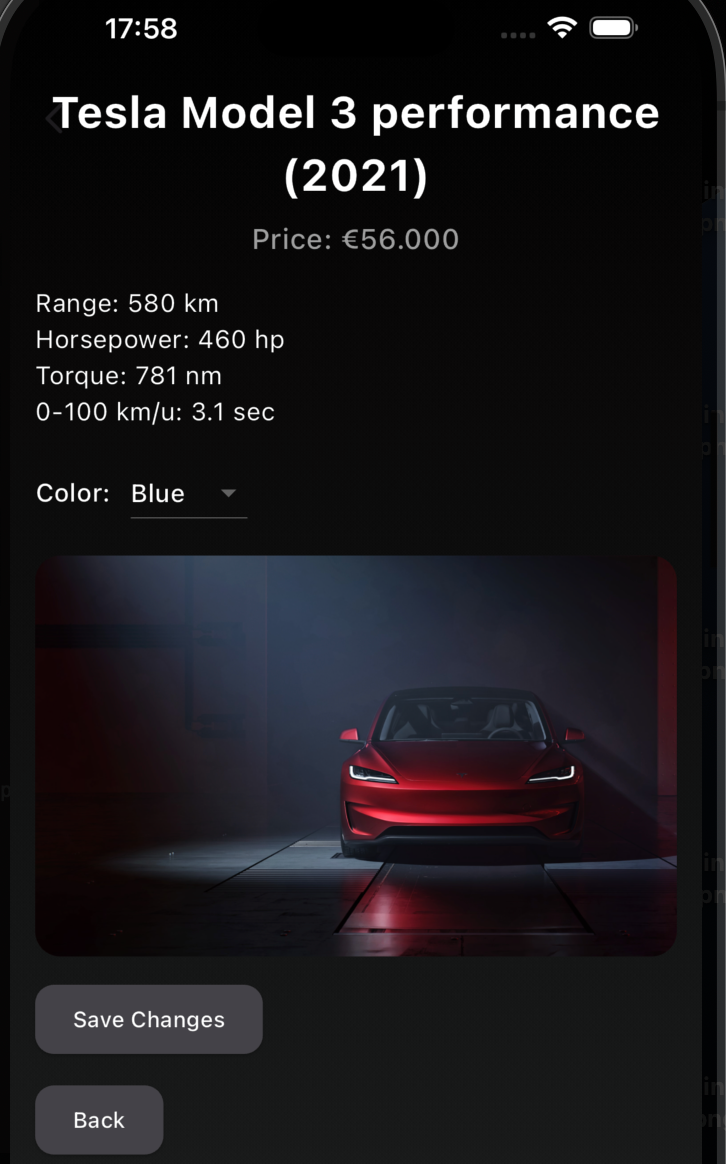 17:58
Tesla Model 3 performance
(2021)
Price: €56.000
Range: 580 km
Horsepower: 460 hp
Torque: 781 nm
0-100 km/u: 3.1 sec
Color: Blue
Save Changes
Back